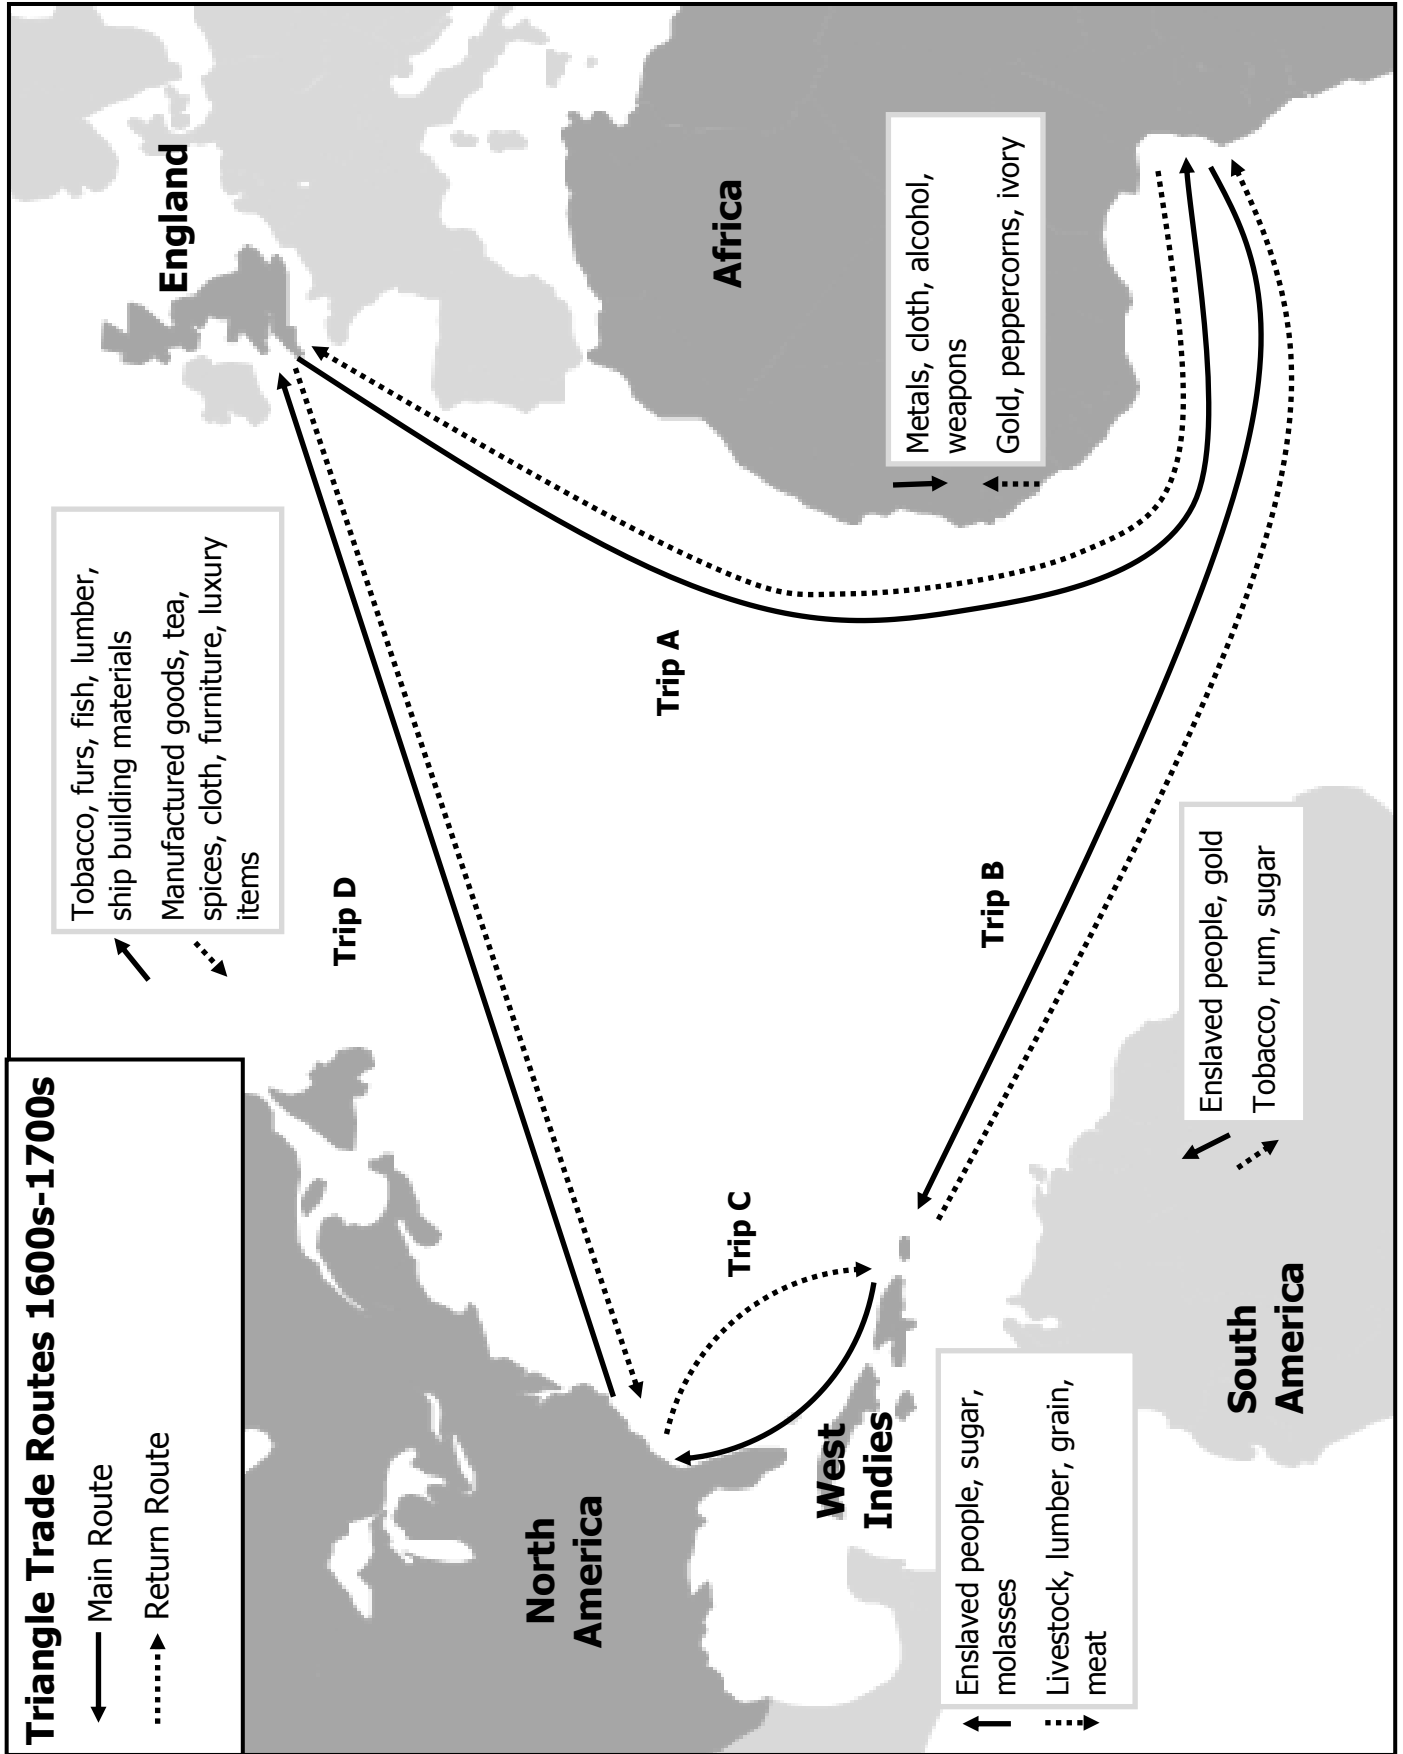 Triangle Trade Routes 1600s-1700s
Main Route
Return Route
Tobacco, furs, fish, lumber,
ship building materials
Manufactured goods, tea,
spices, cloth, furniture, luxury
items
England
Trip D
North
America
Trip A
Africa
Trip C
Metals, cloth, alcohol,
weapons
Gold, peppercorns, ivory
West
Indies
Trip B
Enslaved people, sugar,
molasses
Livestock, lumber, grain,
meat
South
America
Enslaved people, gold
Tobacco, rum, sugar